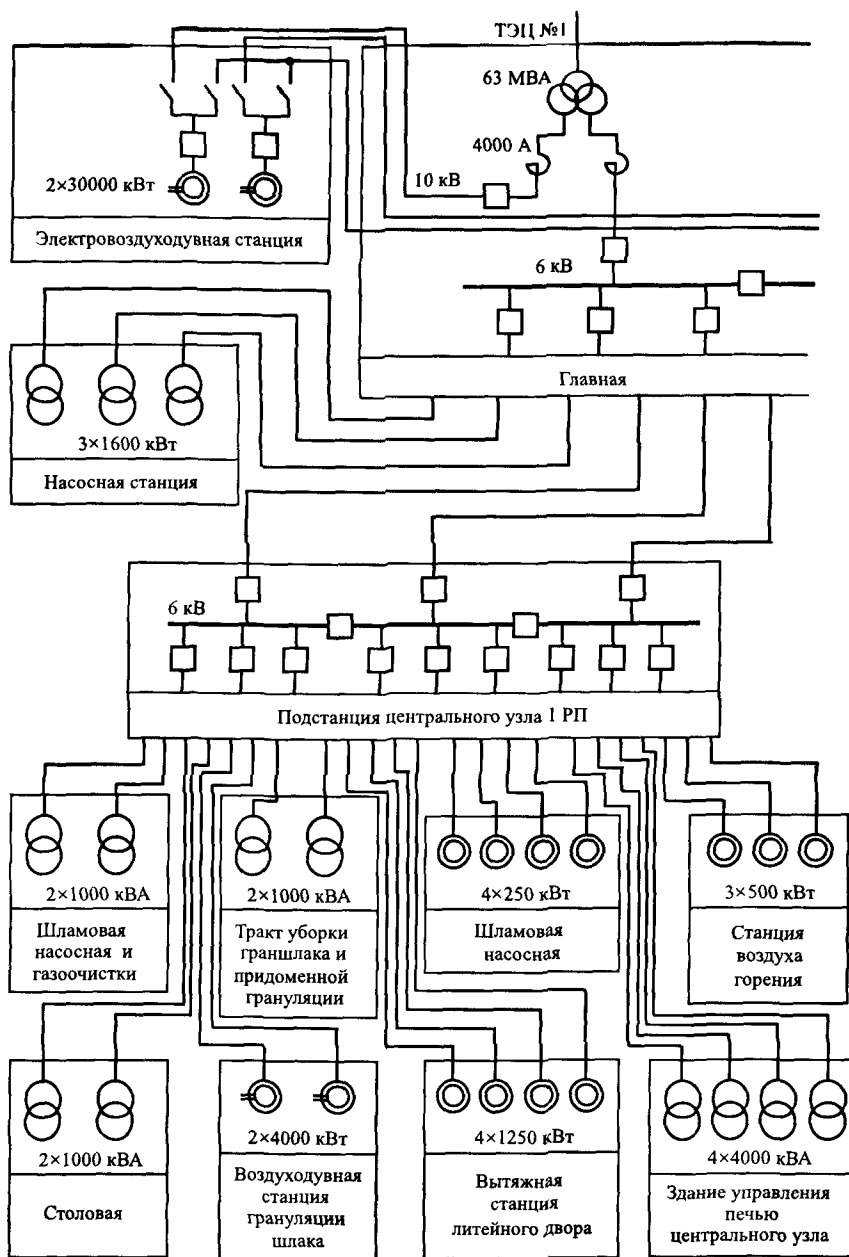 ТЭЦ №1
63 МВА
4000 А
2×30000 кВт
10 кВ
Электровоздуходувная станция
6 кВ
Главная
3×1600 кВт
Насосная станция
6 кВ
Подстанция центрального узла 1 РП
2×1000 кВА
Шламовая
насосная и
газоочистки
2×1000 кВА
Тракт уборки
граншлака и
придоменной
грануляции
4×250 кВт
Шламовая
насосная
3×500 кВт
Станция
воздуха
горения
2×1000 кВА
Столовая
2×4000 кВт
Воздуходувная
станция
грануляции
шлака
4×1250 кВт
Вытяжная
станция
литейного двора
4×4000 кВА
Здание управления
печью
центрального узла